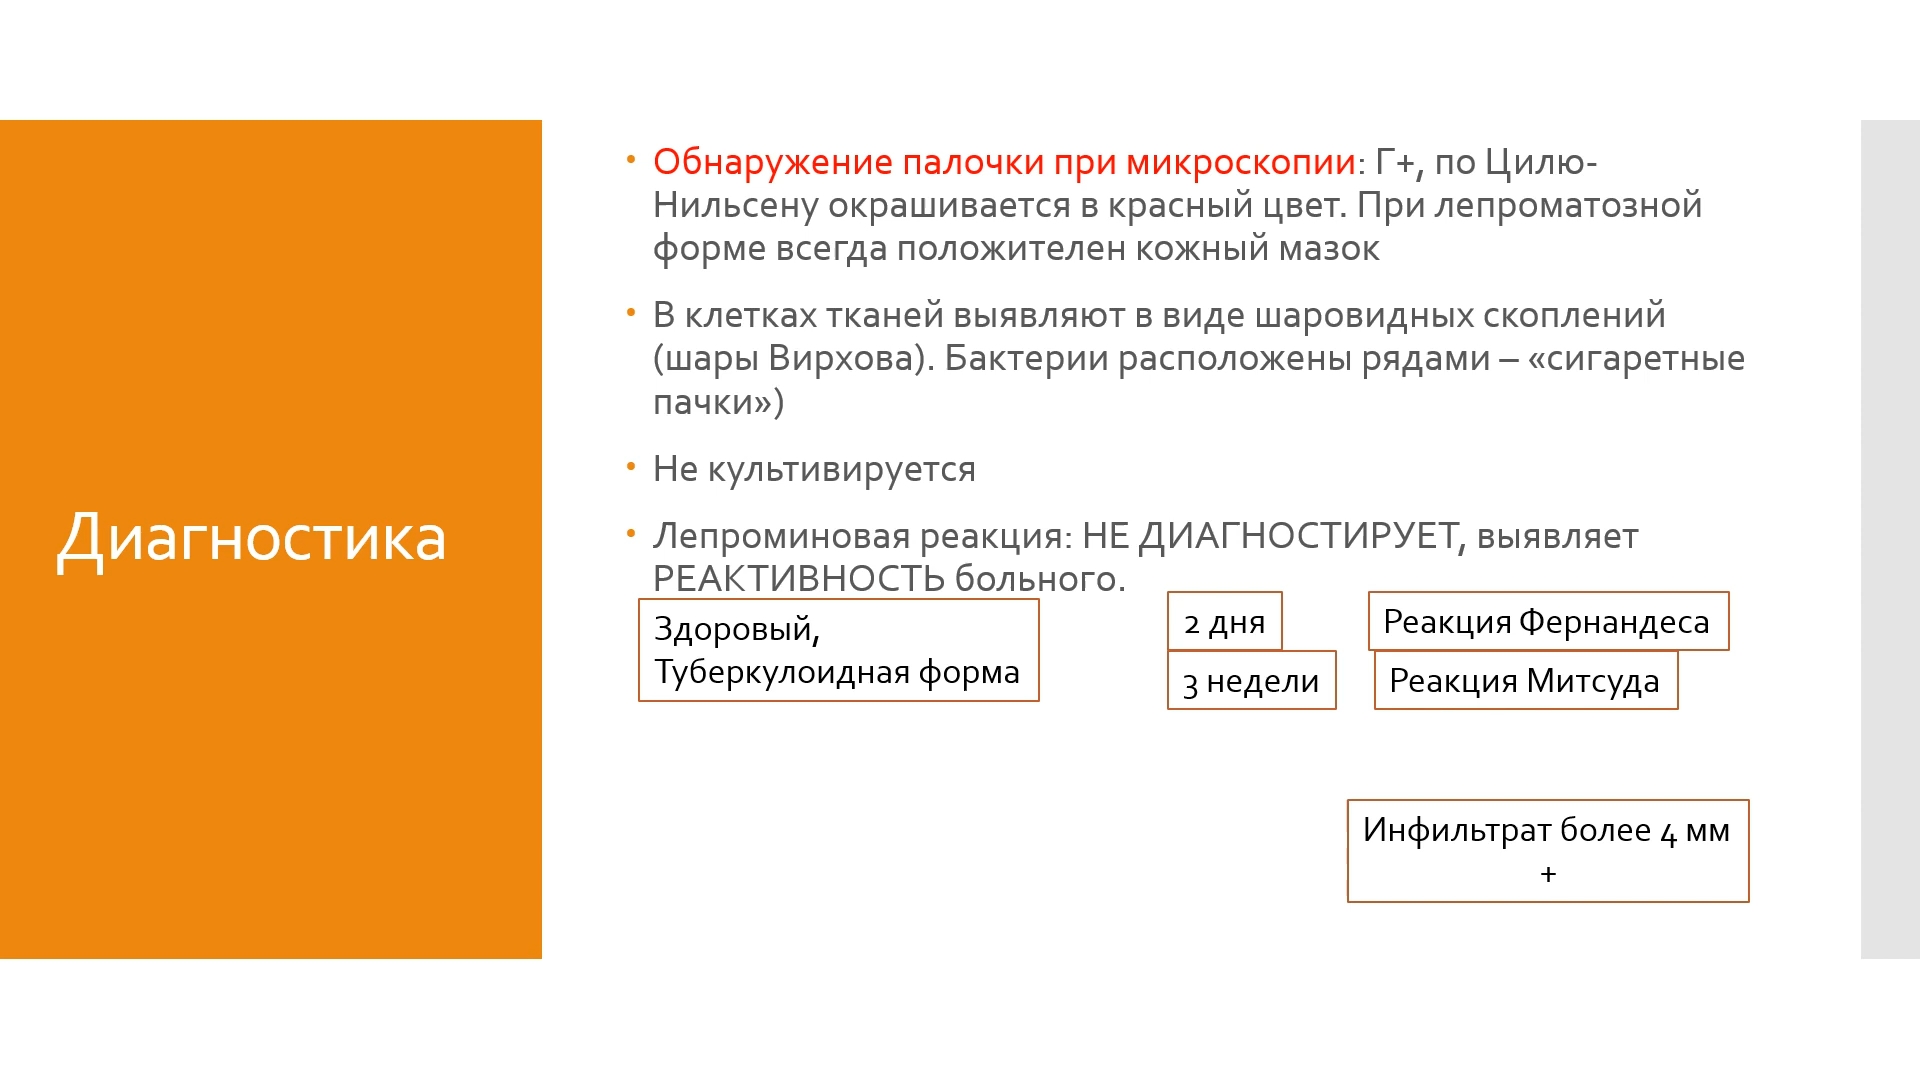 Диагностика
• Обнаружение палочки при микроскопии: Г+, по Цилю-
Нильсену окрашивается в красный цвет. При лепроматозной
форме всегда положителен кожный мазок
• В клетках тканей выявляют в виде шаровидных скоплений
(шары Вирхова). Бактерии расположены рядами – «сигаретные
пачки»)
• Не культивируется
• Лепроминовая реакция: НЕ ДИАГНОСТИРУЕТ, выявляет
РЕАКТИВНОСТЬ больного.
Здоровый,
Туберкулоидная форма
2 дня
Реакция Фернандеса
3 недели
Реакция Митсуда
Инфильтрат более 4 мм
+